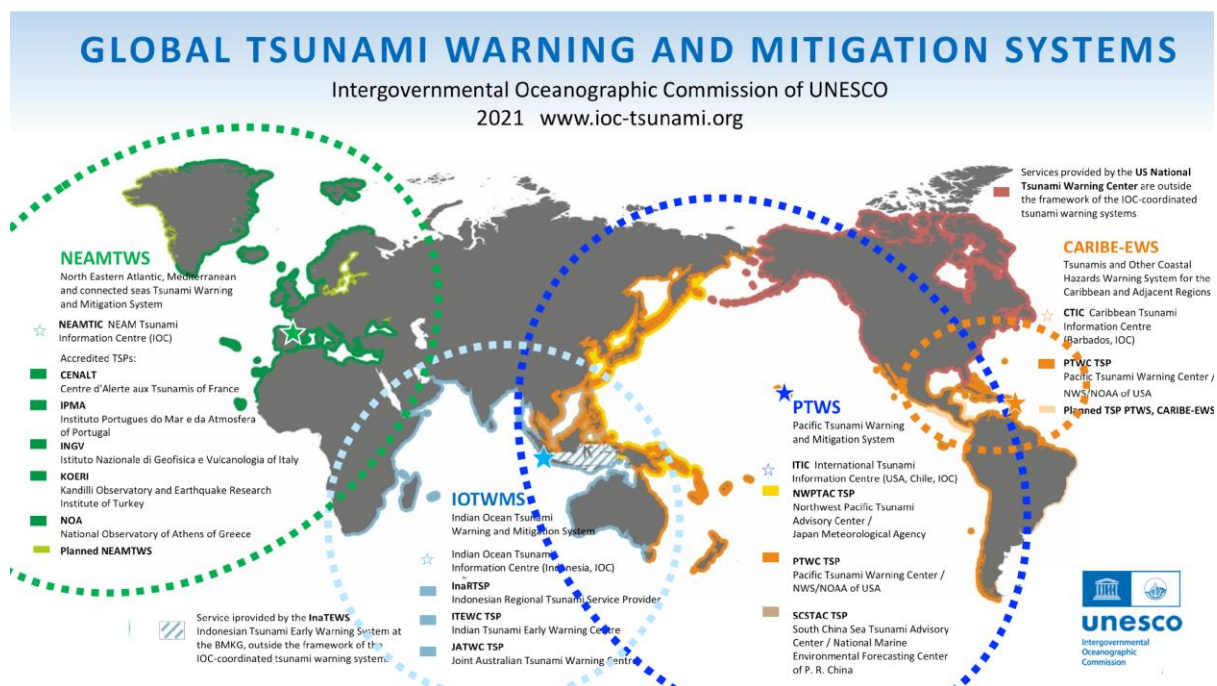 GLOBAL TSUNAMI WARNING AND MITIGATION SYSTEMS
Intergovernmental Oceanographic Commission of UNESCO
2021 www.ioc-tsunami.org
NEAMTWS
North Eastern Atlantic, Mediterranean
and connected seas Tsunami Warning
and Mitigation System
NEAMTIC NEAM Tsunami
Information Centre (IOC)
Accredited TSPs:
CENALT
Centre d'Alerte aux Tsunamis of France
IPMA
Instituto Portugues do Mar e da Atmosfera
of Portugal
INGV
Istituto Nazionale di Geofisica e Vulcanologia of Italy
KOERI
Kandilli Observatory and Earthquake Research
Institute of Turkey
NOA
National Observatory of Athens of Greece
Planned NEAMTWS
Service iprovided by the InaTEWS
Indonesian Tsunami Early Warning System at
the BMKG, outside the framework of the
IOC-coordinated tsunami warning system
IOTWMS
Indian Ocean Tsunami
Warning and Mitigation System
Indian Ocean Tsunami
Information Centre (Indonesia, IOC)
InaRTSP
Indonesian Regional Tsunami Service Provider
ITEWC TSP
Indian Tsunami Early Warning Centre
JATWC TSP
Joint Australian Tsunami Warning Centre
PTWS
Pacific Tsunami Warning
and Mitigation System
ITIC International Tsunami
Information Centre (USA, Chile, IOC)
NWPTAC TSP
Northwest Pacific Tsunami
Advisory Center /
Japan Meteorological Agency
PTWC TSP
Pacific Tsunami Warning Center /
NWS/NOAA of USA
SCSTAC TSP
South China Sea Tsunami Advisory
Center / National Marine
Environmental Forecasting Center
of P. R. China
Services provided by the US National
Tsunami Warning Center are outside
the framework of the IOC-coordinated
tsunami warning systems
CARIBE-EWS
Tsunamis and Other Coastal
Hazards Warning System for the
Caribbean and Adjacent Regions
CTIC Caribbean Tsunami
Information Centre
(Barbados, IOC)
PTWC TSP
Pacific Tsunami Warning Center /
NWS/NOAA of USA
Planned TSP PTWS, CARIBE-EWS
unesco
Intergovernmental
Oceanographic
Commission